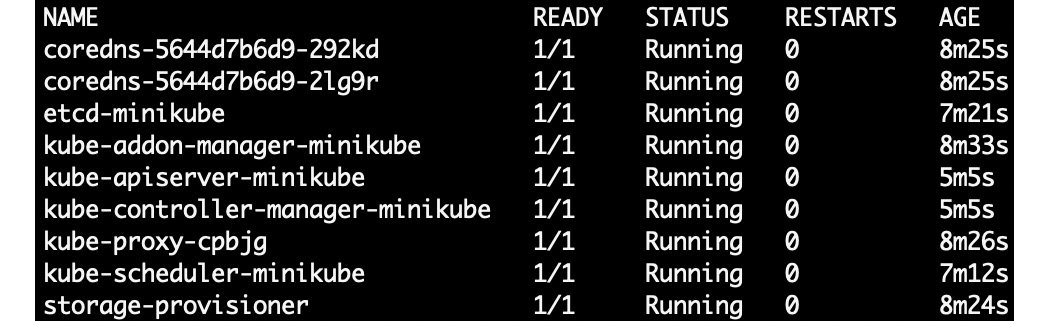 NAME READY STATUS RESTARTS AGE
coredns-5644d7b6d9-292kd 1/1 Running 0 8m25s
coredns-5644d7b6d9-2lg9r 1/1 Running 0 8m25s
etcd-minikube 1/1 Running 0 7m21s
kube-addon-manager-minikube 1/1 Running 0 8m33s
kube-apiserver-minikube 1/1 Running 0 5m5s
kube-controller-manager-minikube 1/1 Running 0 5m5s
kube-proxy-cpbjg 1/1 Running 0 8m26s
kube-scheduler-minikube 1/1 Running 0 7m12s
storage-provisioner 1/1 Running 0 8m24s